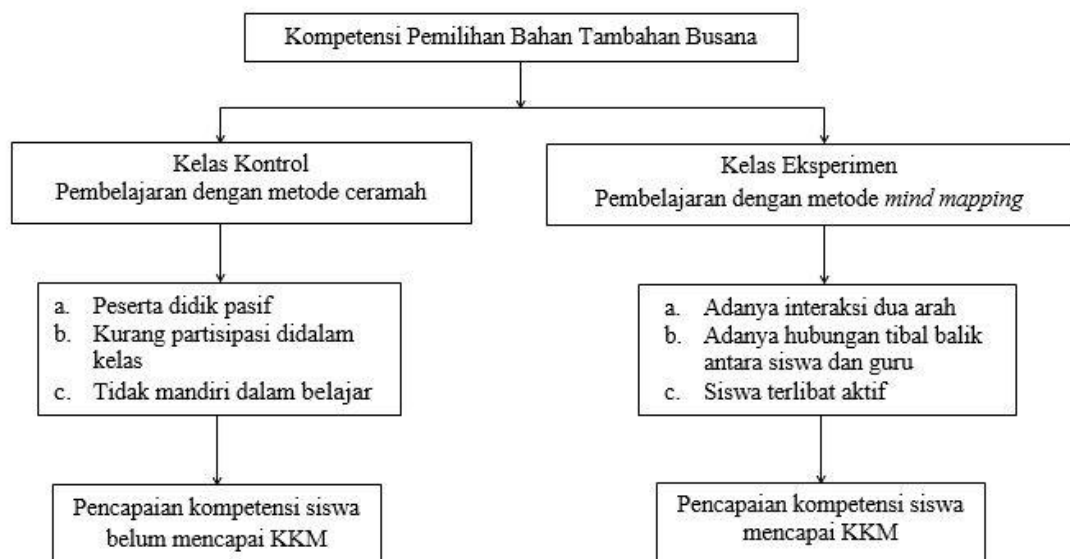 Kompetensi Pemilihan Bahan Tambahan Busana
Kelas Kontrol
Pembelajaran dengan metode ceramah
Kelas Eksperimen
Pembelajaran dengan metode mind mapping
a. Peserta didik pasif
b. Kurang partisipasi didalam
kelas
c. Tidak mandiri dalam belajar
a. Adanya interaksi dua arah
b. Adanya hubungan tibal balik
antara siswa dan guru
c. Siswa terlibat aktif
Pencapaian kompetensi siswa
belum mencapai KKM
Pencapaian kompetensi siswa
mencapai KKM